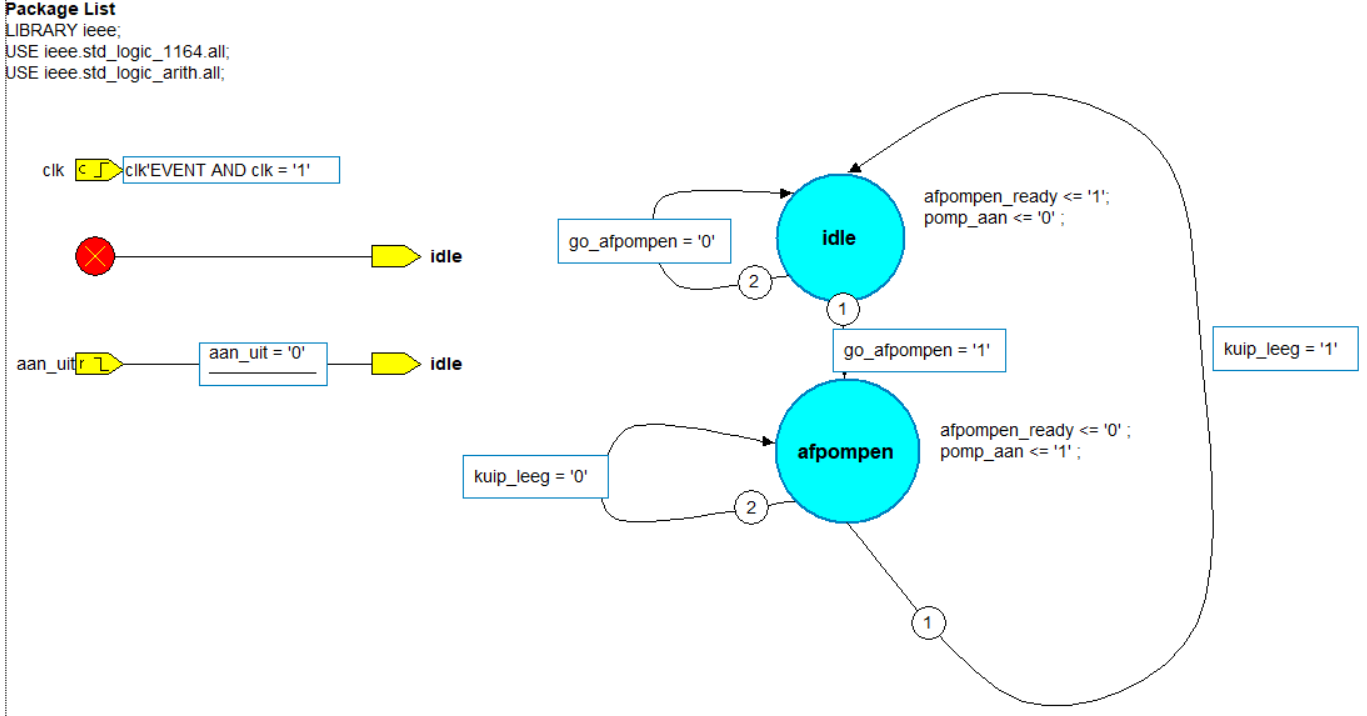 Package List
LIBRARY ieee;
USE ieee.std_logic_1164.all;
USE ieee.std_logic_arith.all;
clk
c
clk'EVENT AND clk = '1'
idle
aan_uit
r
aan_uit = '0'
idle
go_afpompen = '0'
2
idle
1
afpompen_ready <= '1';
pomp_aan <= '0' ;
go_afpompen = '1'
kuip_leeg = '1'
kuip_leeg = '0'
2
afpompen
afpompen_ready <= '0' ;
pomp_aan <= '1' ;
1